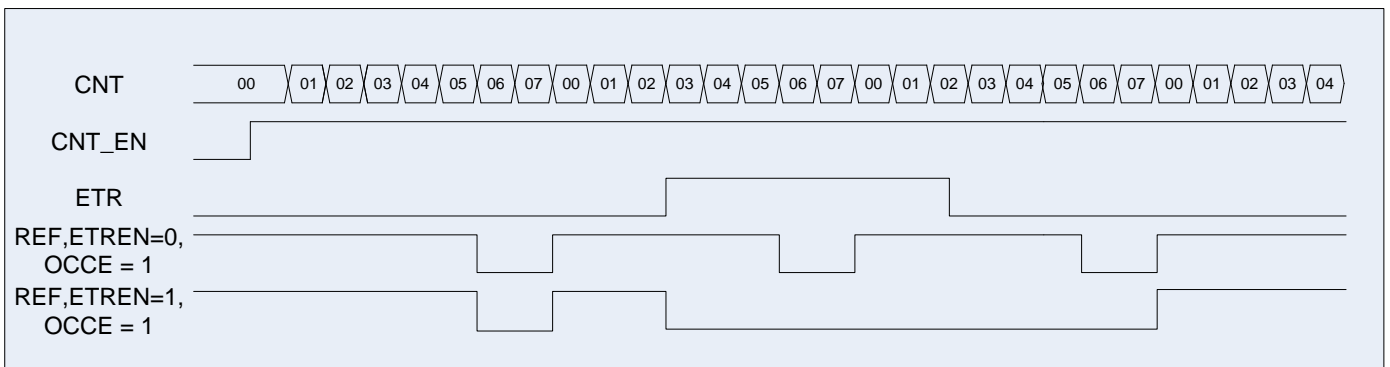 CNT 00 01 02 03 04 05 06 07 00 01 02 03 04 05 06 07 00 01 02 03 04 05 06 07 00 01 02 03 04
CNT_EN
ETR
REF,ETREN=0,
OCCE = 1
REF,ETREN=1,
OCCE = 1